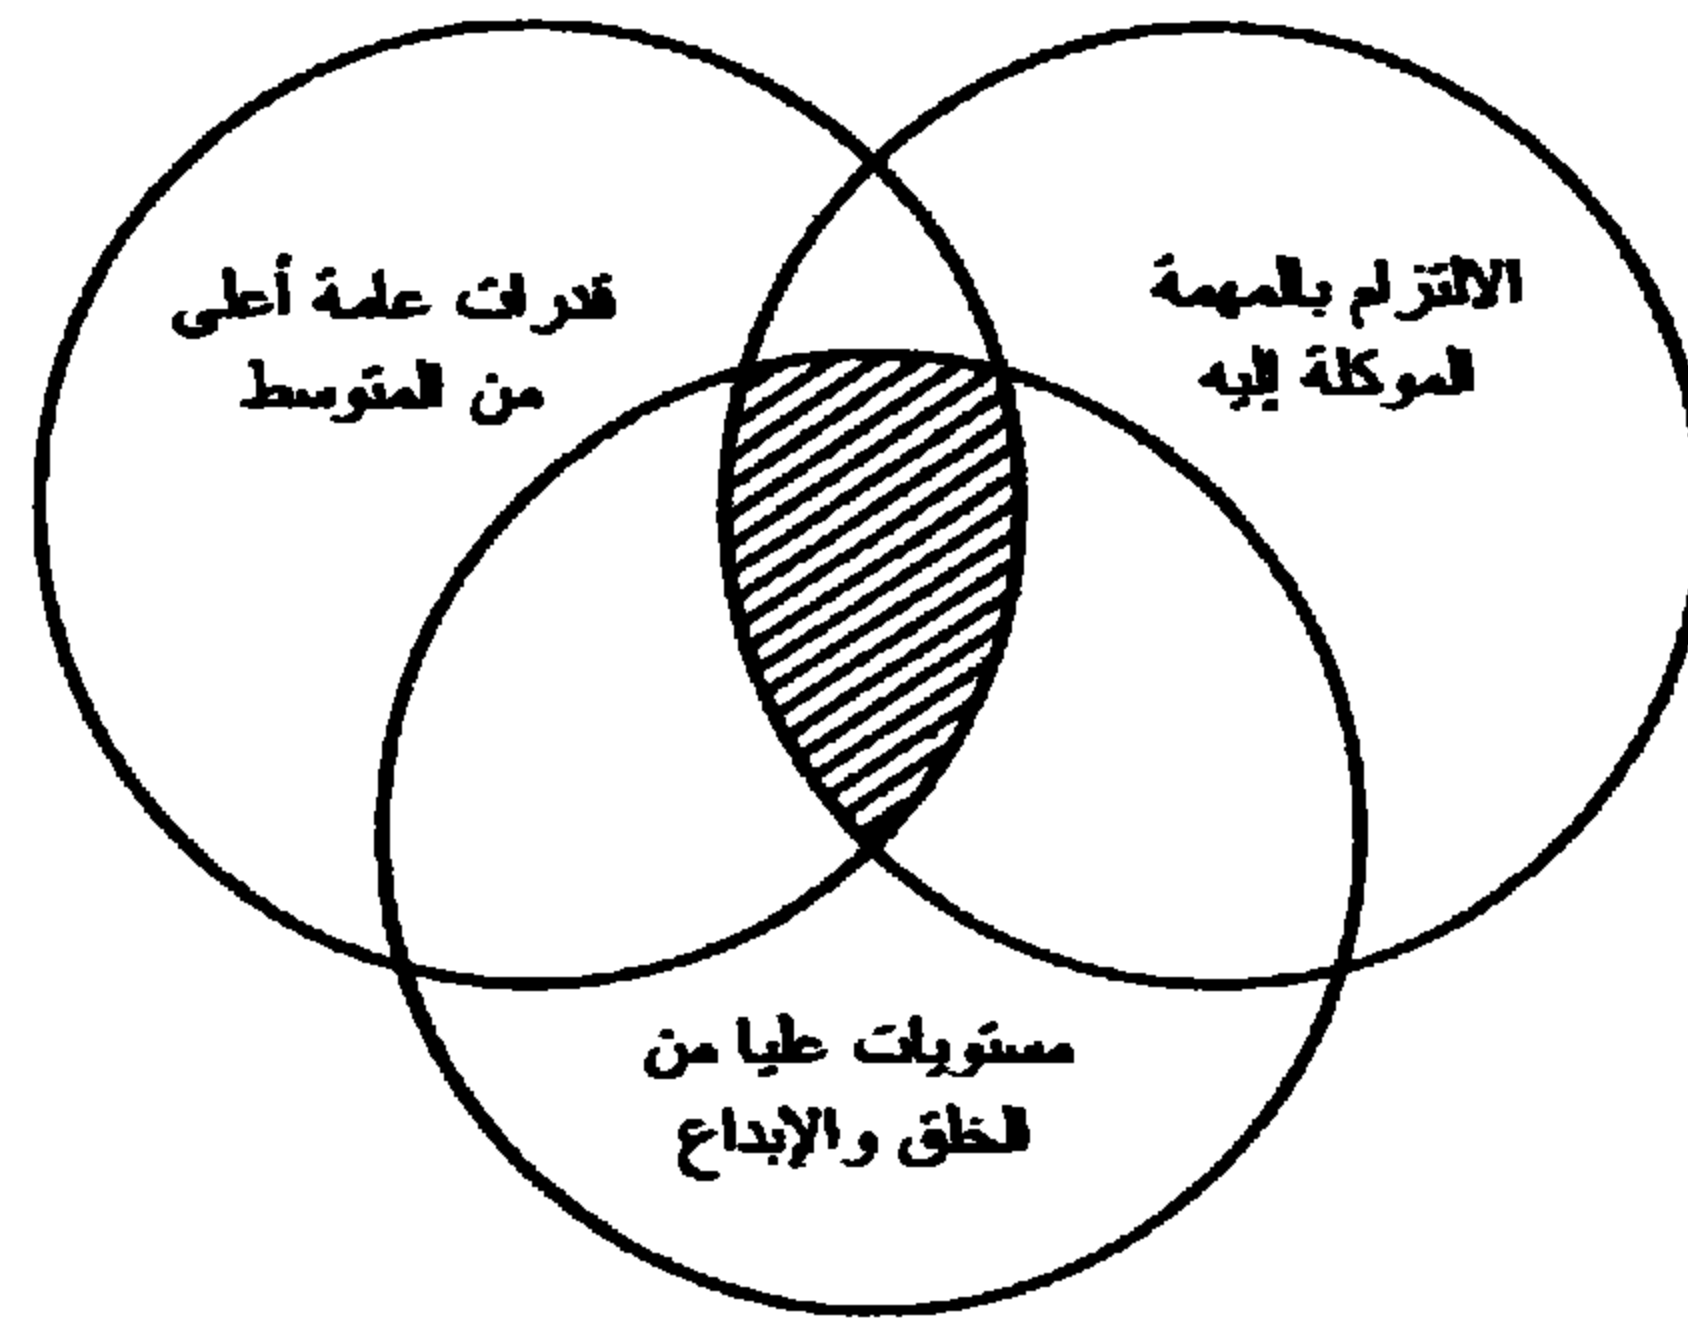 قدرات عامة أعلى
من المتوسط
الالتزام بالمهمة
الموكلة إليه
مستويات عليا من
الخلق والإبداع